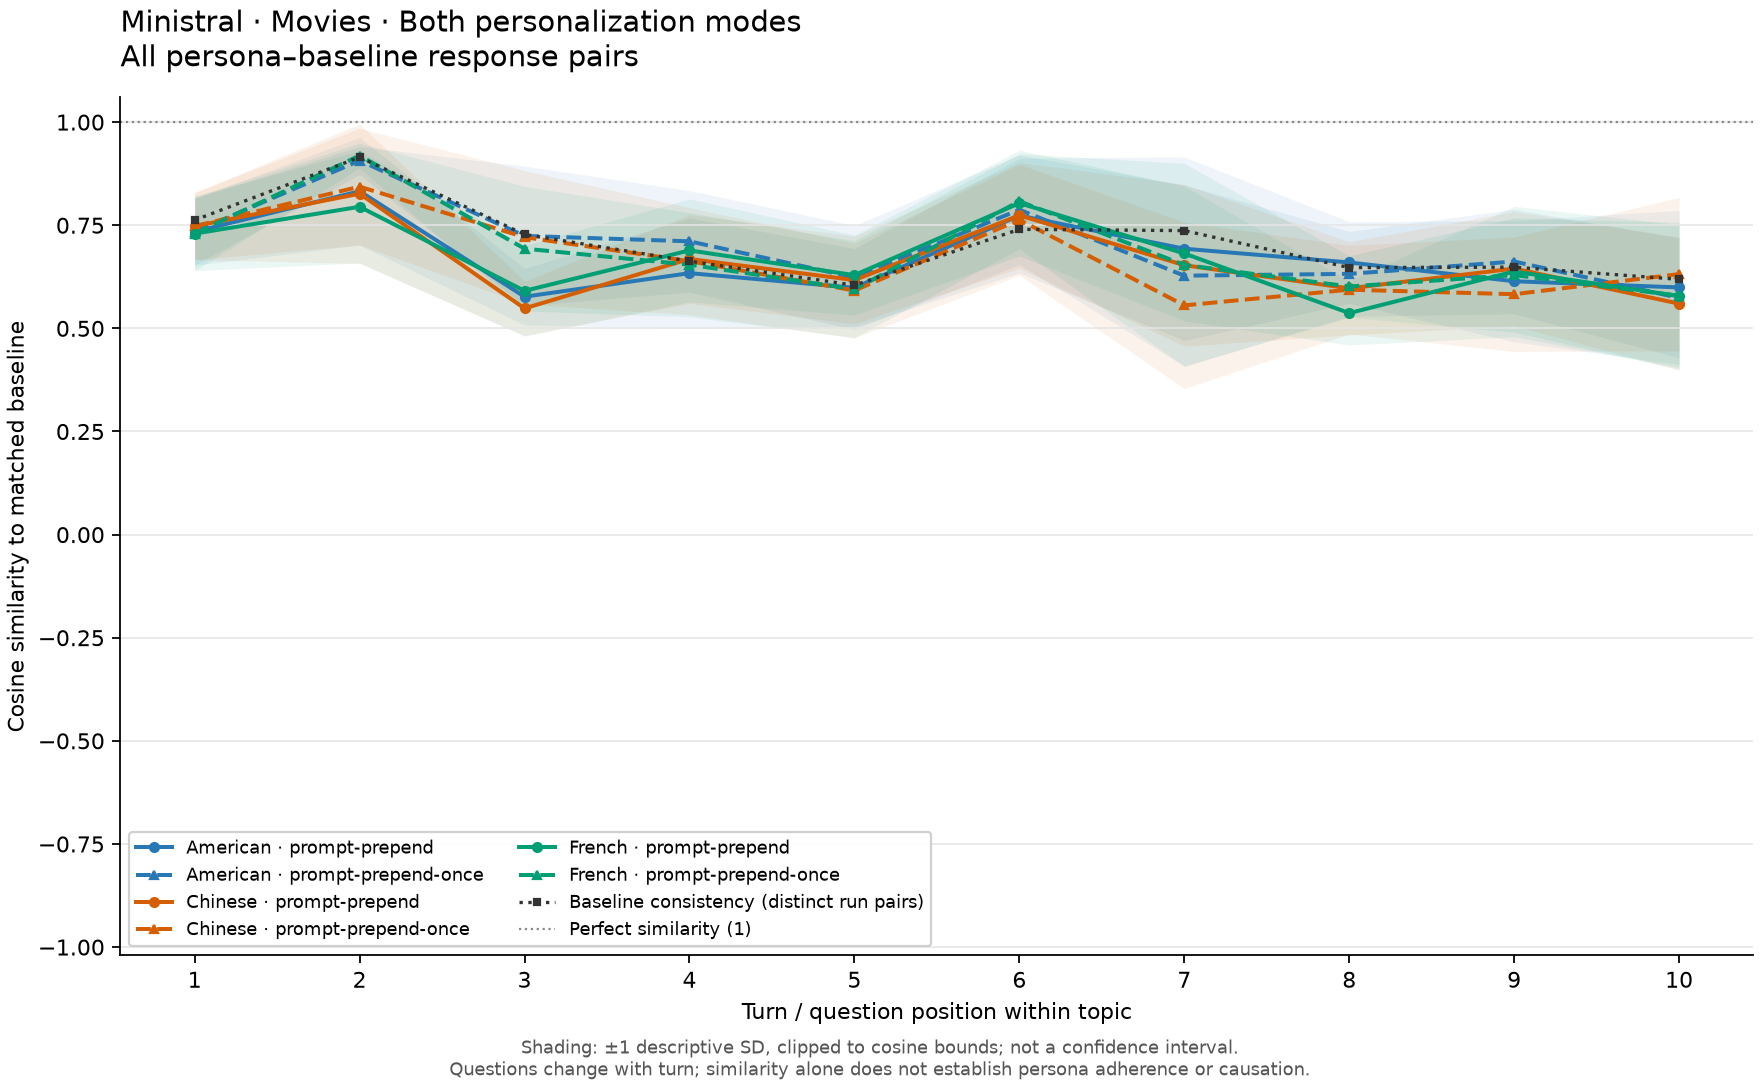 Ministral · Movies · Both personalization modes
All persona–baseline response pairs
Cosine similarity to matched baseline
1.00
0.75
0.50
0.25
0.00
−0.25
−0.50
−0.75
−1.00
American · prompt-prepend
American · prompt-prepend-once
Chinese · prompt-prepend
Chinese · prompt-prepend-once
French · prompt-prepend
French · prompt-prepend-once
Baseline consistency (distinct run pairs)
Perfect similarity (1)
1 2 3 4 5 6 7 8 9 10
Turn / question position within topic
Shading: ±1 descriptive SD, clipped to cosine bounds; not a confidence interval.
Questions change with turn; similarity alone does not establish persona adherence or causation.